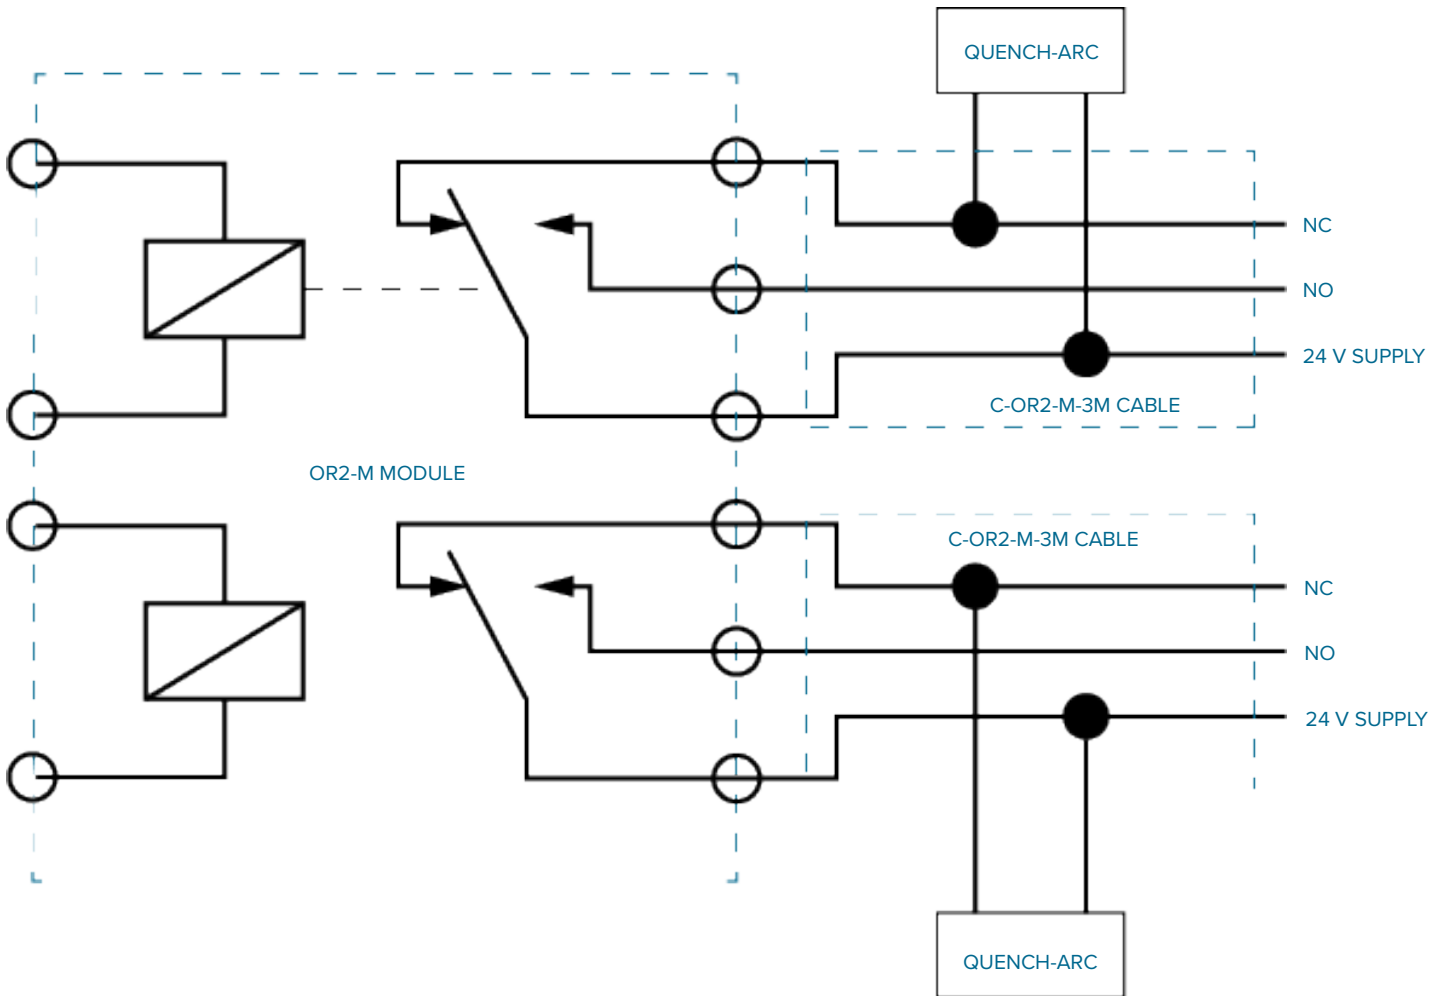 QUENCH-ARC
NC
NO
24 V SUPPLY
C-OR2-M-3M CABLE
OR2-M MODULE
C-OR2-M-3M CABLE
NC
NO
24 V SUPPLY
QUENCH-ARC